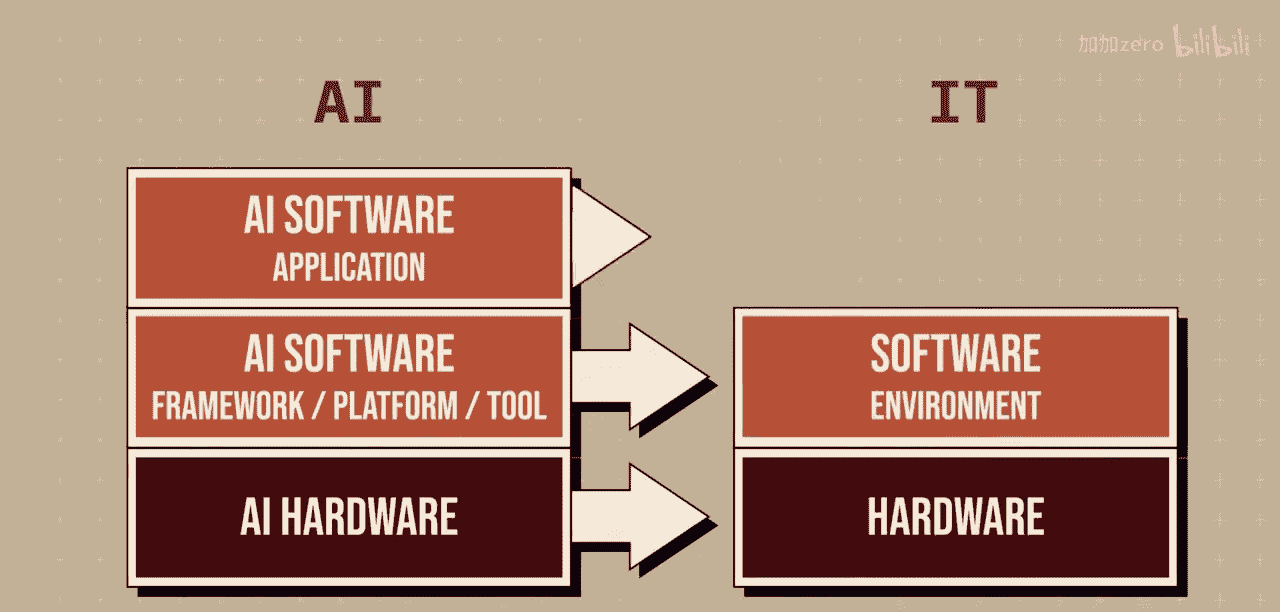 加加zero bilibili
AI
IT
AI SOFTWARE
APPLICATION
AI SOFTWARE
FRAMEWORK / PLATFORM / TOOL
AI HARDWARE
SOFTWARE
ENVIRONMENT
HARDWARE